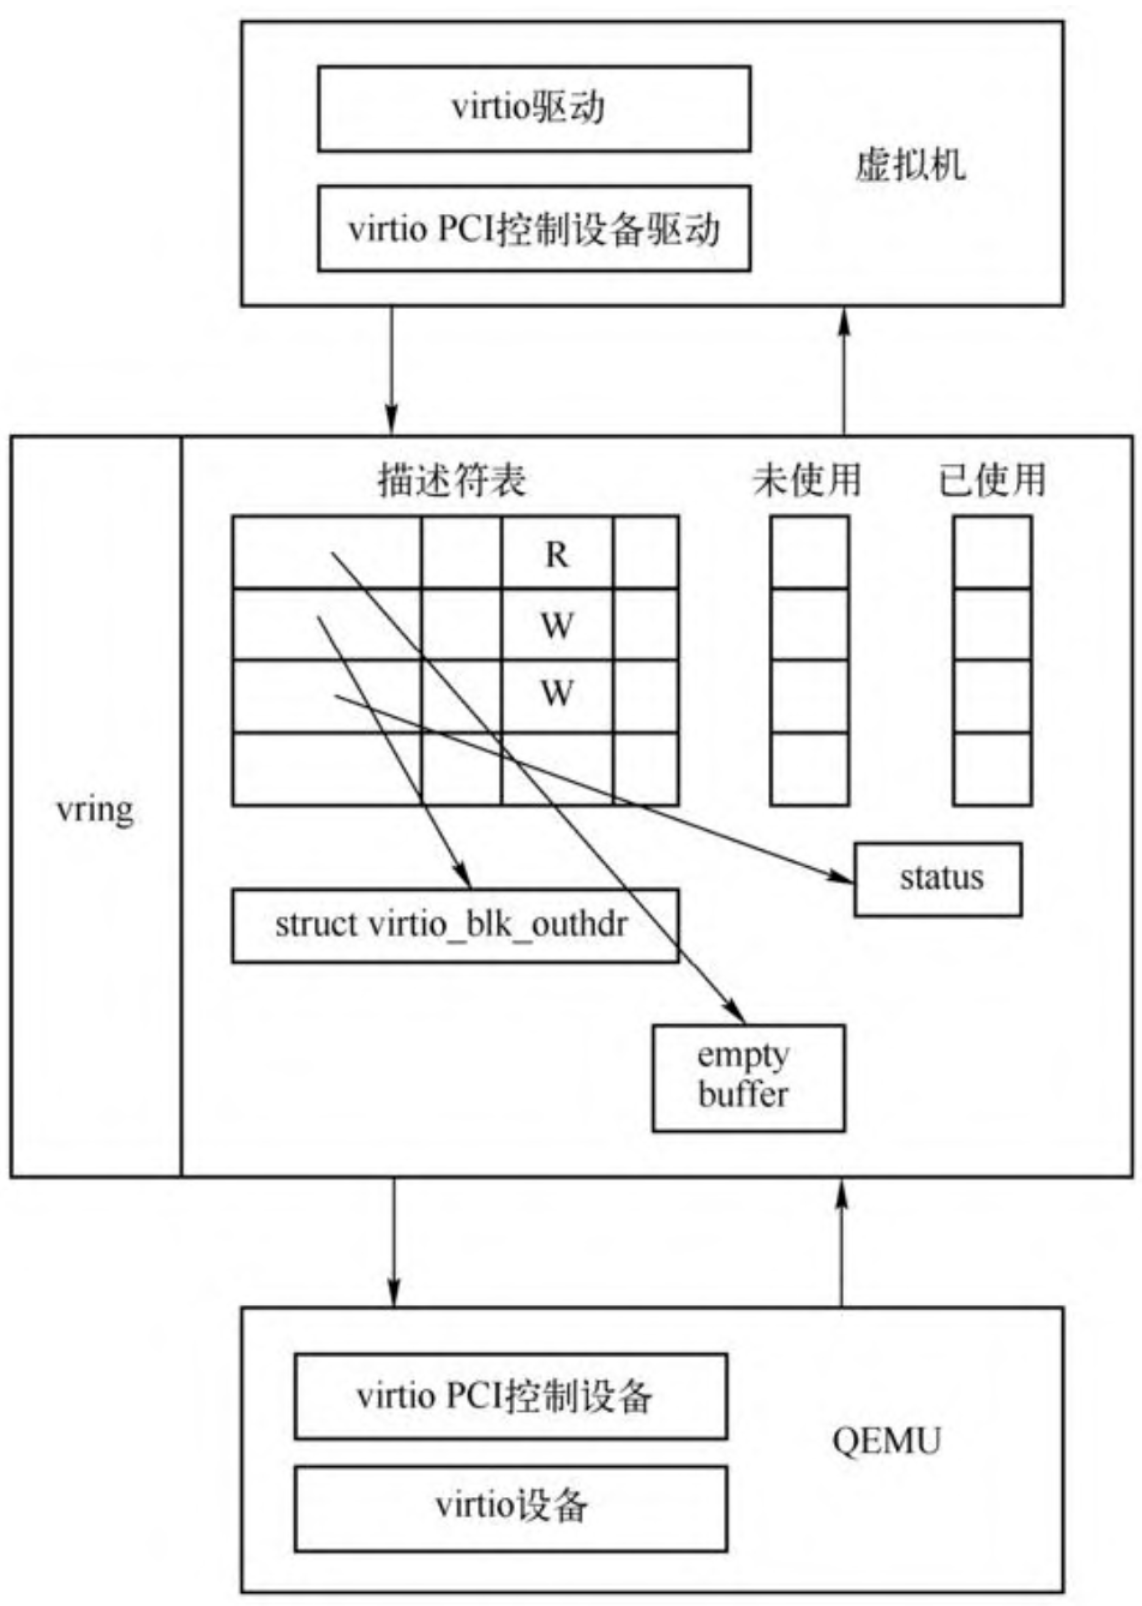 virtio驱动
virtio PCI控制设备驱动
虚拟机
描述符表
未使用
已使用
R
W
W
vring
status
struct virtio_blk_outhdr
empty
buffer
virtio PCI控制设备
QEMU
virtio设备